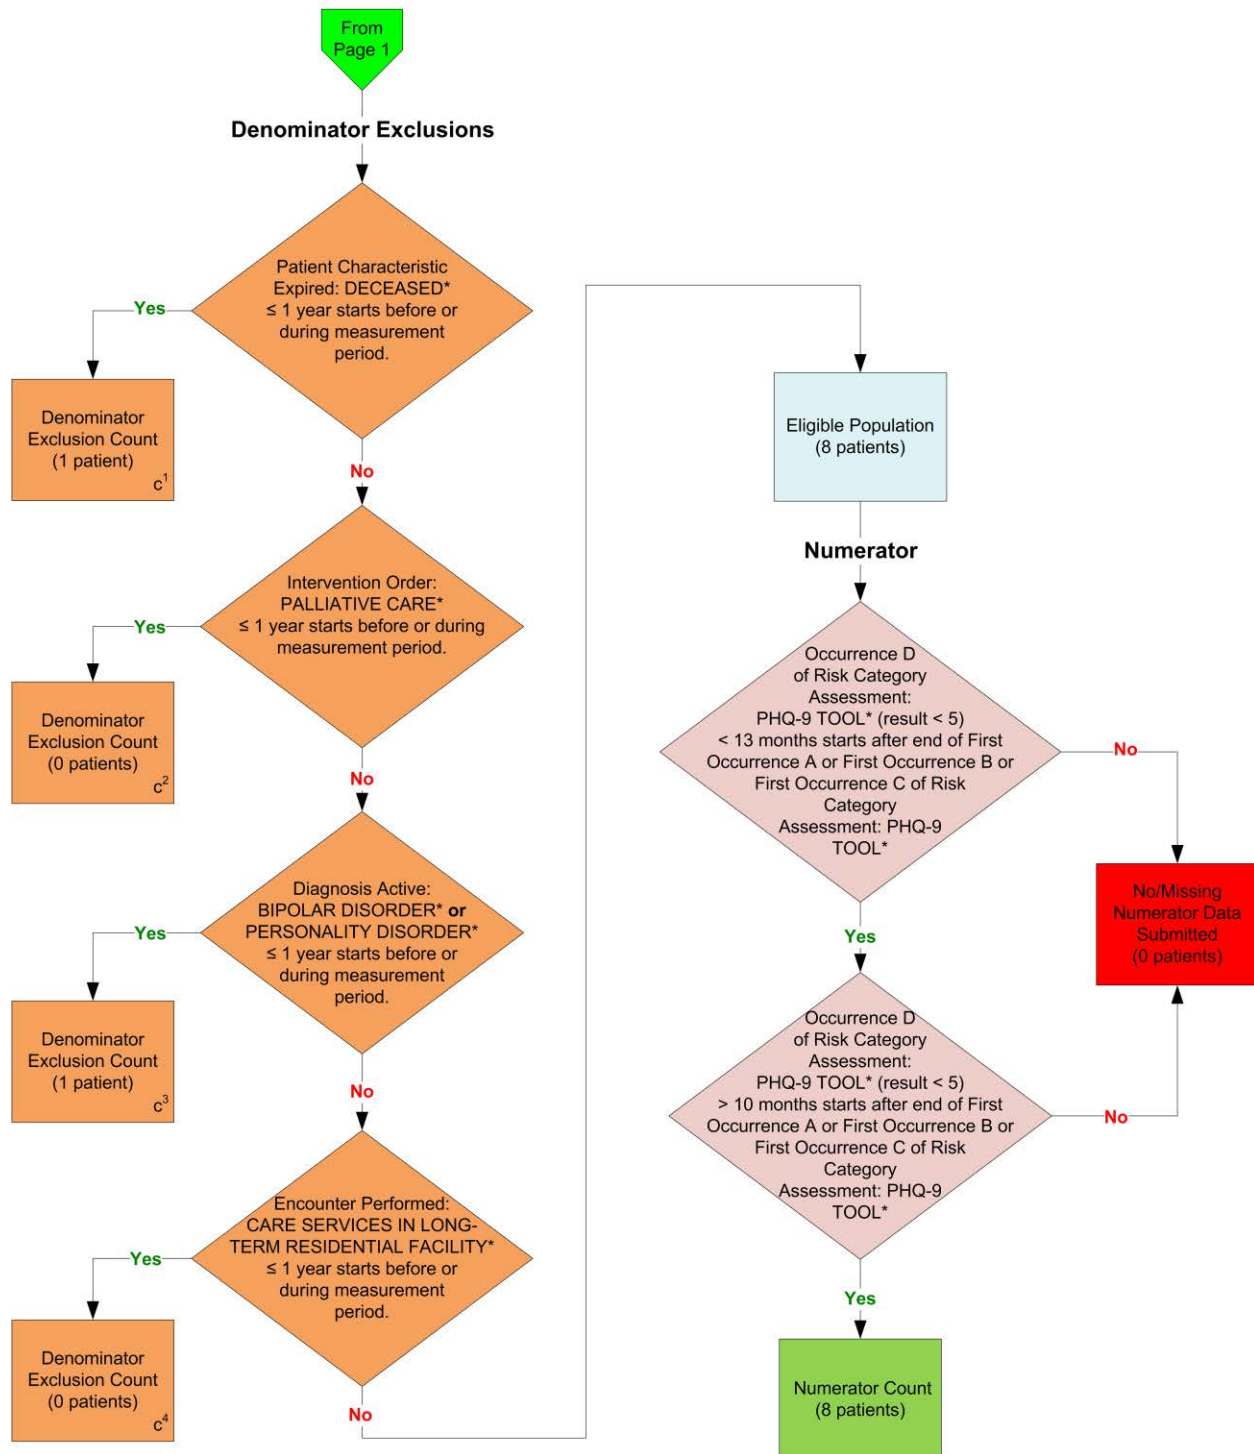 From
Page 1
Denominator Exclusions
Patient Characteristic
Expired: DECEASED*
≤ 1 year starts before or
during measurement
period.
Yes
Denominator
Exclusion Count
(1 patient)
c1
No
Intervention Order:
PALLIATIVE CARE*
≤ 1 year starts before or during
measurement period.
Yes
Denominator
Exclusion Count
(0 patients)
c2
No
Diagnosis Active:
BIPOLAR DISORDER* or
PERSONALITY DISORDER*
≤ 1 year starts before or
during measurement
period.
Yes
Denominator
Exclusion Count
(1 patient)
c3
No
Encounter Performed:
CARE SERVICES IN LONG-
TERM RESIDENTIAL FACILITY*
≤ 1 year starts before or
during measurement
period.
Yes
Denominator
Exclusion Count
(0 patients)
c4
No
Eligible Population
(8 patients)
Numerator
Occurrence D
of Risk Category
Assessment:
PHQ-9 TOOL* (result < 5)
< 13 months starts after end of First
Occurrence A or First Occurrence B or
First Occurrence C of Risk
Category
Assessment: PHQ-9
TOOL*
No
No/Missing
Numerator Data
Submitted
(0 patients)
Yes
Occurrence D
of Risk Category
Assessment:
PHQ-9 TOOL* (result < 5)
> 10 months starts after end of First
Occurrence A or First Occurrence B or
First Occurrence C of Risk
Category
Assessment: PHQ-9
TOOL*
No
Yes
Numerator Count
(8 patients)